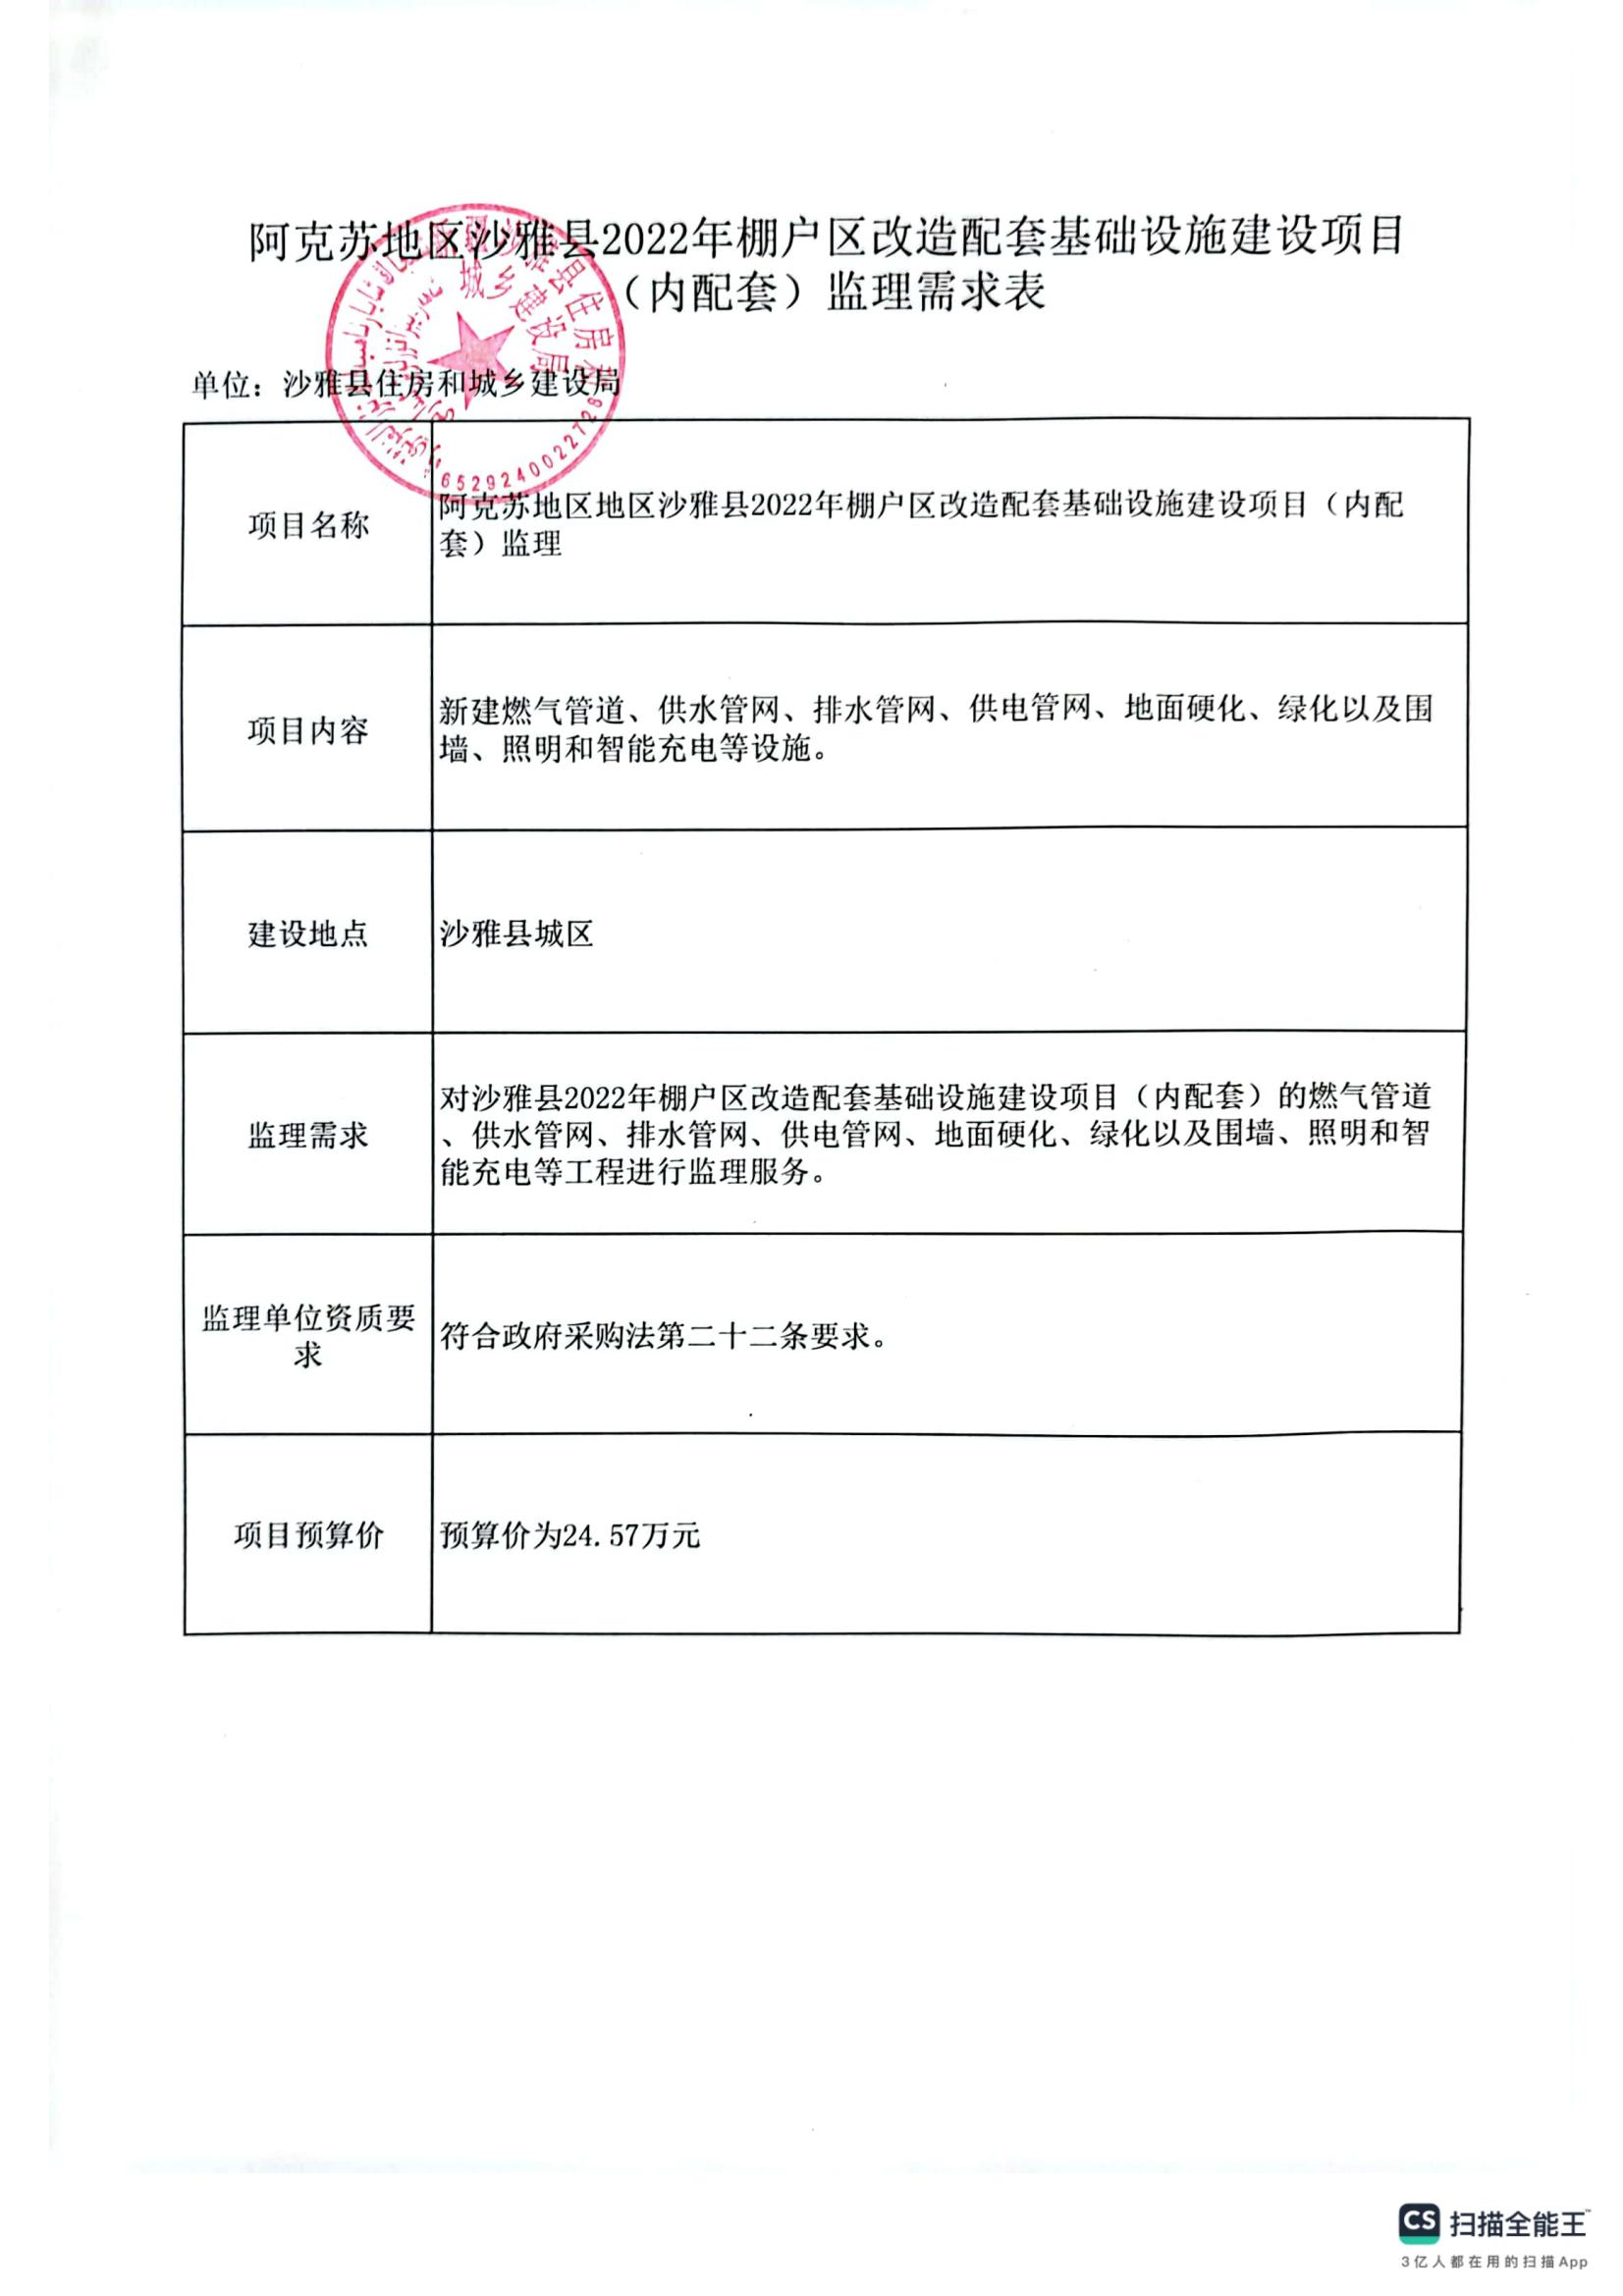 阿克苏地区沙雅县2022年棚户区改造配套基础设施建设项目
（内配套）监理需求表
县住房和
城乡建设局
6529240022728
单位：沙雅县住房和城乡建设局
项目名称
阿克苏地区地区沙雅县2022年棚户区改造配套基础设施建设项目（内配
套）监理
项目内容
新建燃气管道、供水管网、排水管网、供电管网、地面硬化、绿化以及围
墙、照明和智能充电等设施。
建设地点
沙雅县城区
监理需求
对沙雅县2022年棚户区改造配套基础设施建设项目（内配套）的燃气管道
、供水管网、排水管网、供电管网、地面硬化、绿化以及围墙、照明和智
能充电等工程进行监理服务。
监理单位资质要
求
符合政府采购法第二十二条要求。
项目预算价
预算价为24.57万元
CS 扫描全能王™
3亿人都在用的扫描App